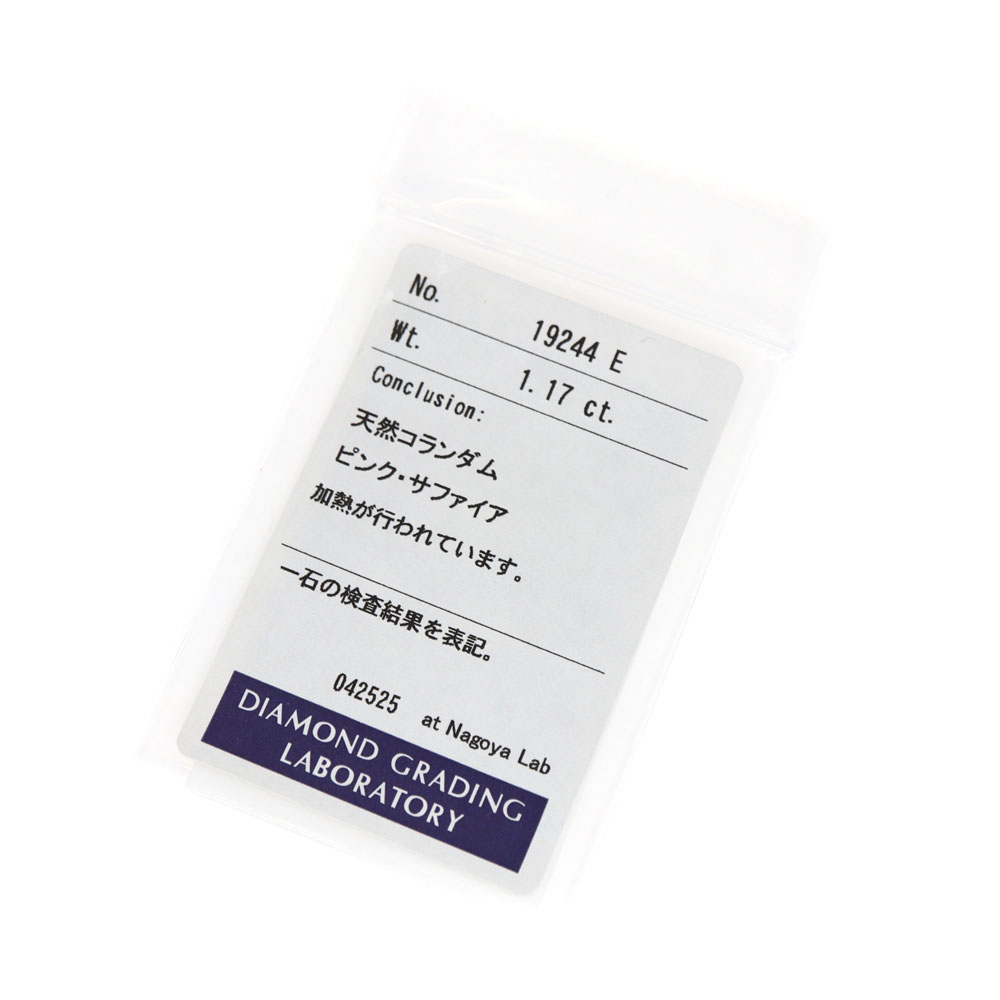 No. 19244 E
Wt. 1.17 ct.
Conclusion:
天然コランダム
ピンク・サファイア
加熱が行われています。
一石の検査結果を表記。
042525 at Nagoya Lab
DIAMOND GRADING
LABORATORY